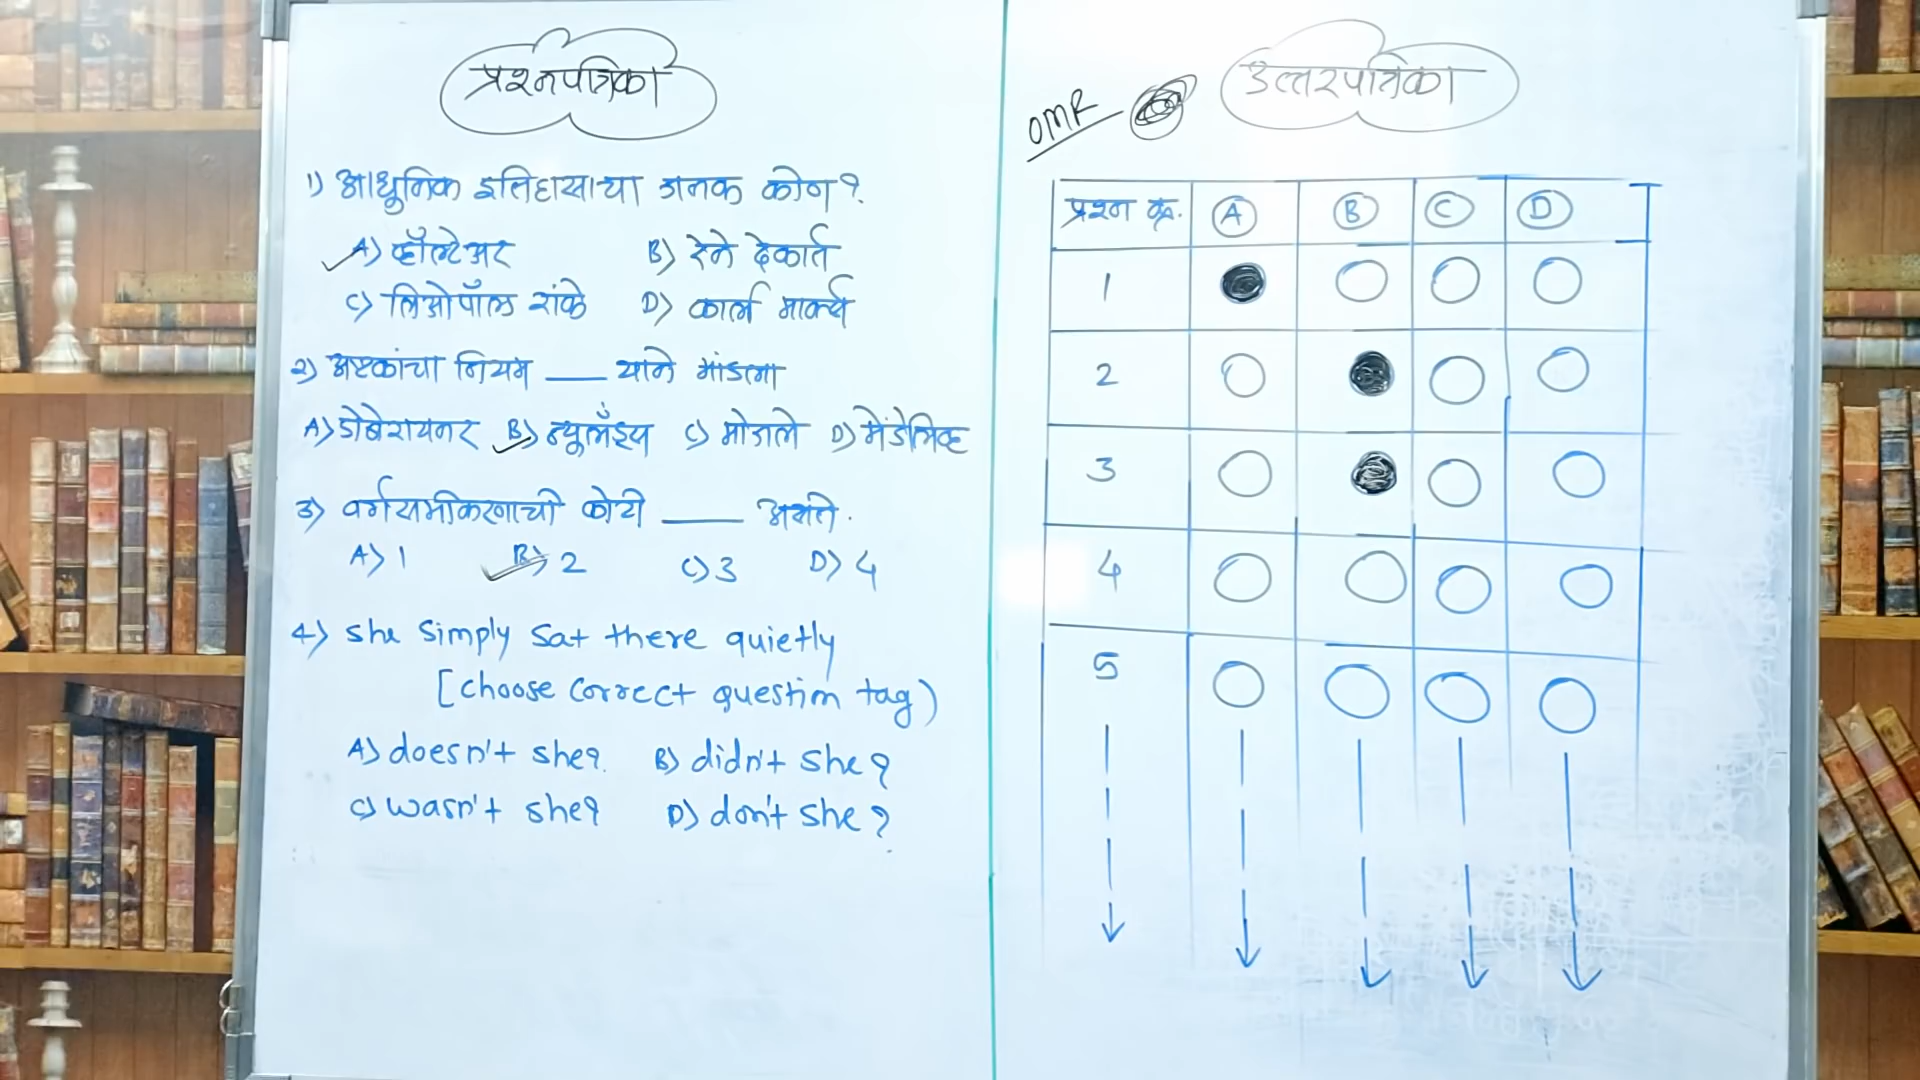 प्रश्नपत्रिका
1) आधुनिक इतिहासाचा जनक कोण?
A) व्हॉल्टेअर B) रेने देकार्त
C) लिओपॉल रांके D) कार्ल मार्क्स
2) अष्टकांचा नियम ___ याने मांडला
A) डोबेरायनर B) न्यूलँड्स C) मोजले D) मेंडेलिव्ह
3) वर्गसमीकरणाची कोटी ___ असते.
A) 1 B) 2 C) 3 D) 4
4) she simply sat there quietly
[choose correct question tag)
A) doesn't she? B) didn't she?
C) wasn't she? D) don't she?
OMR
उत्तरपत्रिका
प्रश्न क्र. A B C D
1
2
3
4
5